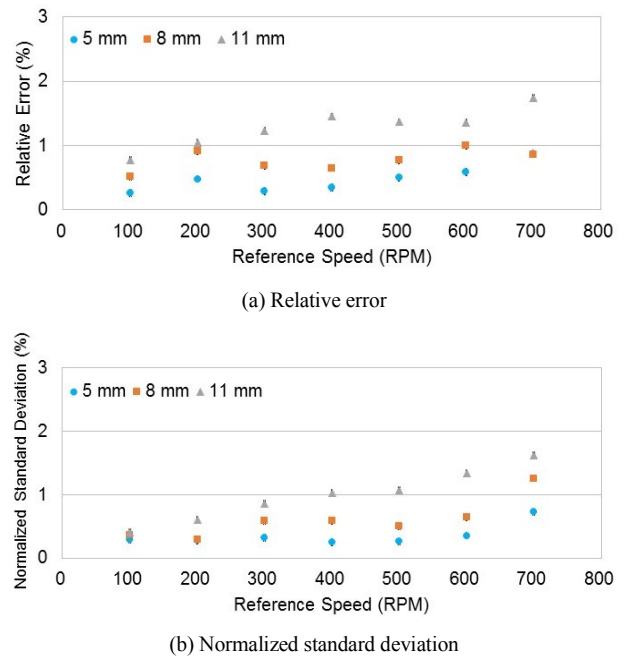 3
5 mm 8 mm 11 mm
2
1
0
Relative Error (%)
0 100 200 300 400 500 600 700 800
Reference Speed (RPM)
(a) Relative error
3
5 mm 8 mm 11 mm
2
1
0
Normalized Standard Deviation (%)
0 100 200 300 400 500 600 700 800
Reference Speed (RPM)
(b) Normalized standard deviation